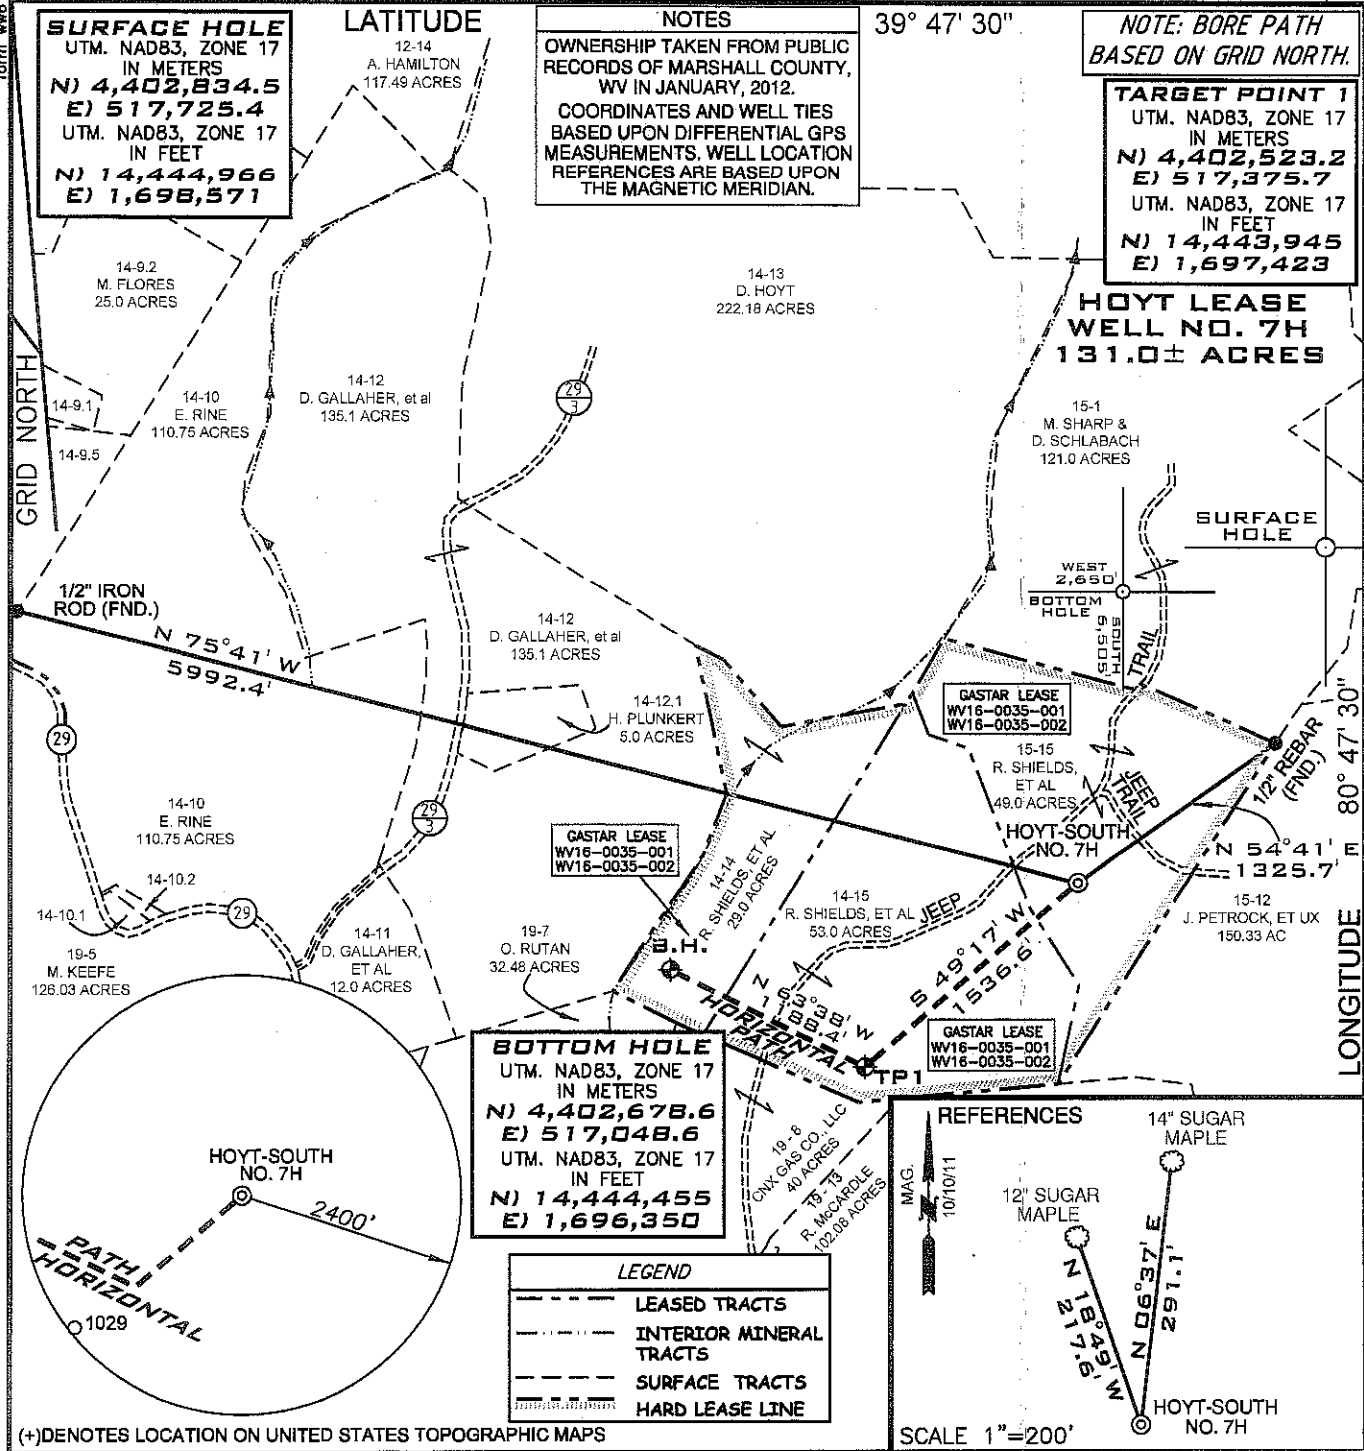 LATITUDE
39° 47' 30"
SURFACE HOLE
UTM. NAD83, ZONE 17
IN METERS
N) 4,402,834.5
E) 517,725.4
UTM. NAD83, ZONE 17
IN FEET
N) 14,444,966
E) 1,698,571
12-14
A. HAMILTON
117.49 ACRES
NOTES
OWNERSHIP TAKEN FROM PUBLIC
RECORDS OF MARSHALL COUNTY,
WV IN JANUARY, 2012.
COORDINATES AND WELL TIES
BASED UPON DIFFERENTIAL GPS
MEASUREMENTS. WELL LOCATION
REFERENCES ARE BASED UPON
THE MAGNETIC MERIDIAN.
NOTE: BORE PATH
BASED ON GRID NORTH.
TARGET POINT 1
UTM. NAD83, ZONE 17
IN METERS
N) 4,402,523.2
E) 517,375.7
UTM. NAD83, ZONE 17
IN FEET
N) 14,443,945
E) 1,697,423
HOYT LEASE
WELL NO. 7H
131.0± ACRES
14-9.2
M. FLORES
25.0 ACRES
14-13
D. HOYT
222.18 ACRES
GRID NORTH
14-9.1
14-9.5
14-10
E. RINE
110.75 ACRES
14-12
D. GALLAHER, et al
135.1 ACRES
29
3
15-1
M. SHARP &
D. SCHLABACH
121.0 ACRES
SURFACE
HOLE
WEST
2,650'
BOTTOM
HOLE
SOUTH
6,505'
TRAIL
1/2" IRON
ROD (FND.)
N 75°41' W
5992.4'
14-12
D. GALLAHER, et al
135.1 ACRES
14-12.1
H. PLUNKERT
5.0 ACRES
GASTAR LEASE
WV16-0035-001
WV16-0035-002
15-15
R. SHIELDS,
ET AL
49.0 ACRES
JEEP
TRAIL
1/2" REBAR
(FND.)
80° 47' 30"
LONGITUDE
29
14-10
E. RINE
110.75 ACRES
29
3
GASTAR LEASE
WV16-0035-001
WV16-0035-002
14-14
R. SHIELDS, ET AL
29.0 ACRES
HOYT-SOUTH
NO. 7H
N 54°41' E
1325.7'
15-12
J. PETROCK, ET UX
150.33 AC
14-10.2
14-10.1
29
19-5
M. KEEFE
126.03 ACRES
14-11
D. GALLAHER,
ET AL
12.0 ACRES
19-7
O. RUTAN
32.48 ACRES
14-15
R. SHIELDS, ET AL
53.0 ACRES
JEEP
B.H.
S 49°17' W
1536.6'
N 63°38' W
1188.4'
HORIZONTAL
PATH
TP1
GASTAR LEASE
WV16-0035-001
WV16-0035-002
BOTTOM HOLE
UTM. NAD83, ZONE 17
IN METERS
N) 4,402,678.6
E) 517,048.6
UTM. NAD83, ZONE 17
IN FEET
N) 14,444,455
E) 1,696,350
19-8
CNX GAS CO., LLC
40 ACRES
19-13
R. McCARDLE
102.08 ACRES
HOYT-SOUTH
NO. 7H
2400'
PATH
HORIZONTAL
1029
LEGEND
LEASED TRACTS
INTERIOR MINERAL
TRACTS
SURFACE TRACTS
HARD LEASE LINE
REFERENCES
MAG.
10/10/11
14" SUGAR
MAPLE
12" SUGAR
MAPLE
N 18°49' W
217.6'
N 06°37' E
291.1'
HOYT-SOUTH
NO. 7H
SCALE 1"=200'
(+)DENOTES LOCATION ON UNITED STATES TOPOGRAPHIC MAPS